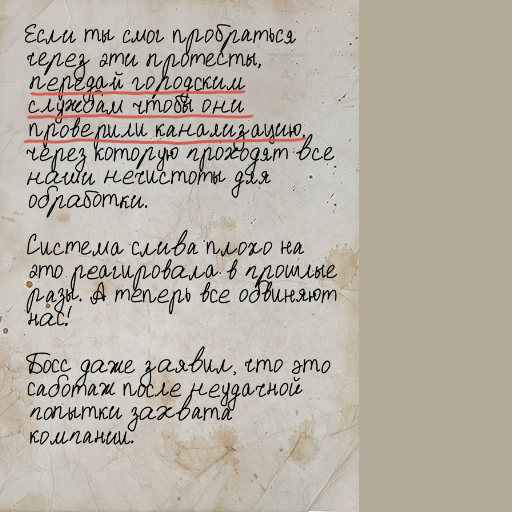 Если ты смог пробраться
через эти протесты,
передай городским
службам чтобы они
проверили канализацию,
через которую проходят все
наши нечистоты для
обработки.
Система слива плохо на
это реагировала в прошлые
разы. А теперь все обвиняют
нас!
Босс даже заявил, что это
саботаж после неудачной
попытки захвата
компании.